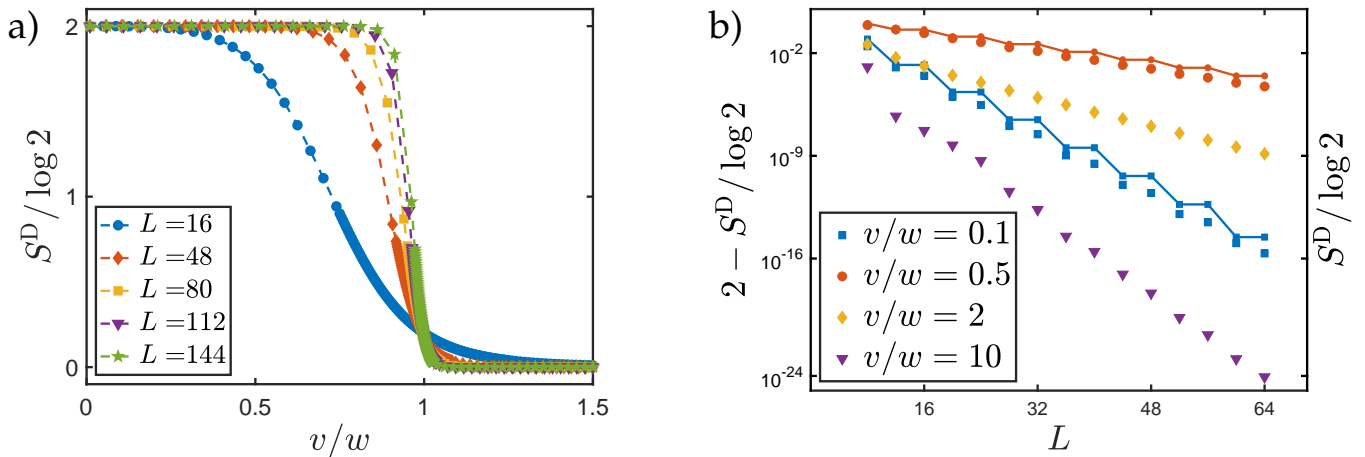 a)
S^D / log 2
2
1
0
0
0.5
1
1.5
v/w
L =16
L =48
L =80
L =112
L =144
b)
2 − S^D / log 2
10^-2
10^-9
10^-16
10^-24
16
32
48
64
L
S^D / log 2
v/w = 0.1
v/w = 0.5
v/w = 2
v/w = 10